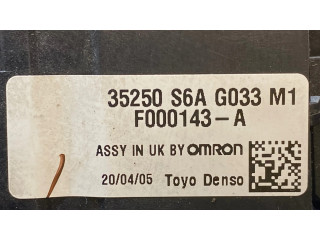 35250 S6A G033 M1
F000143-A
ASSY IN UK BY OMRON
20/04/05 Toyo Denso